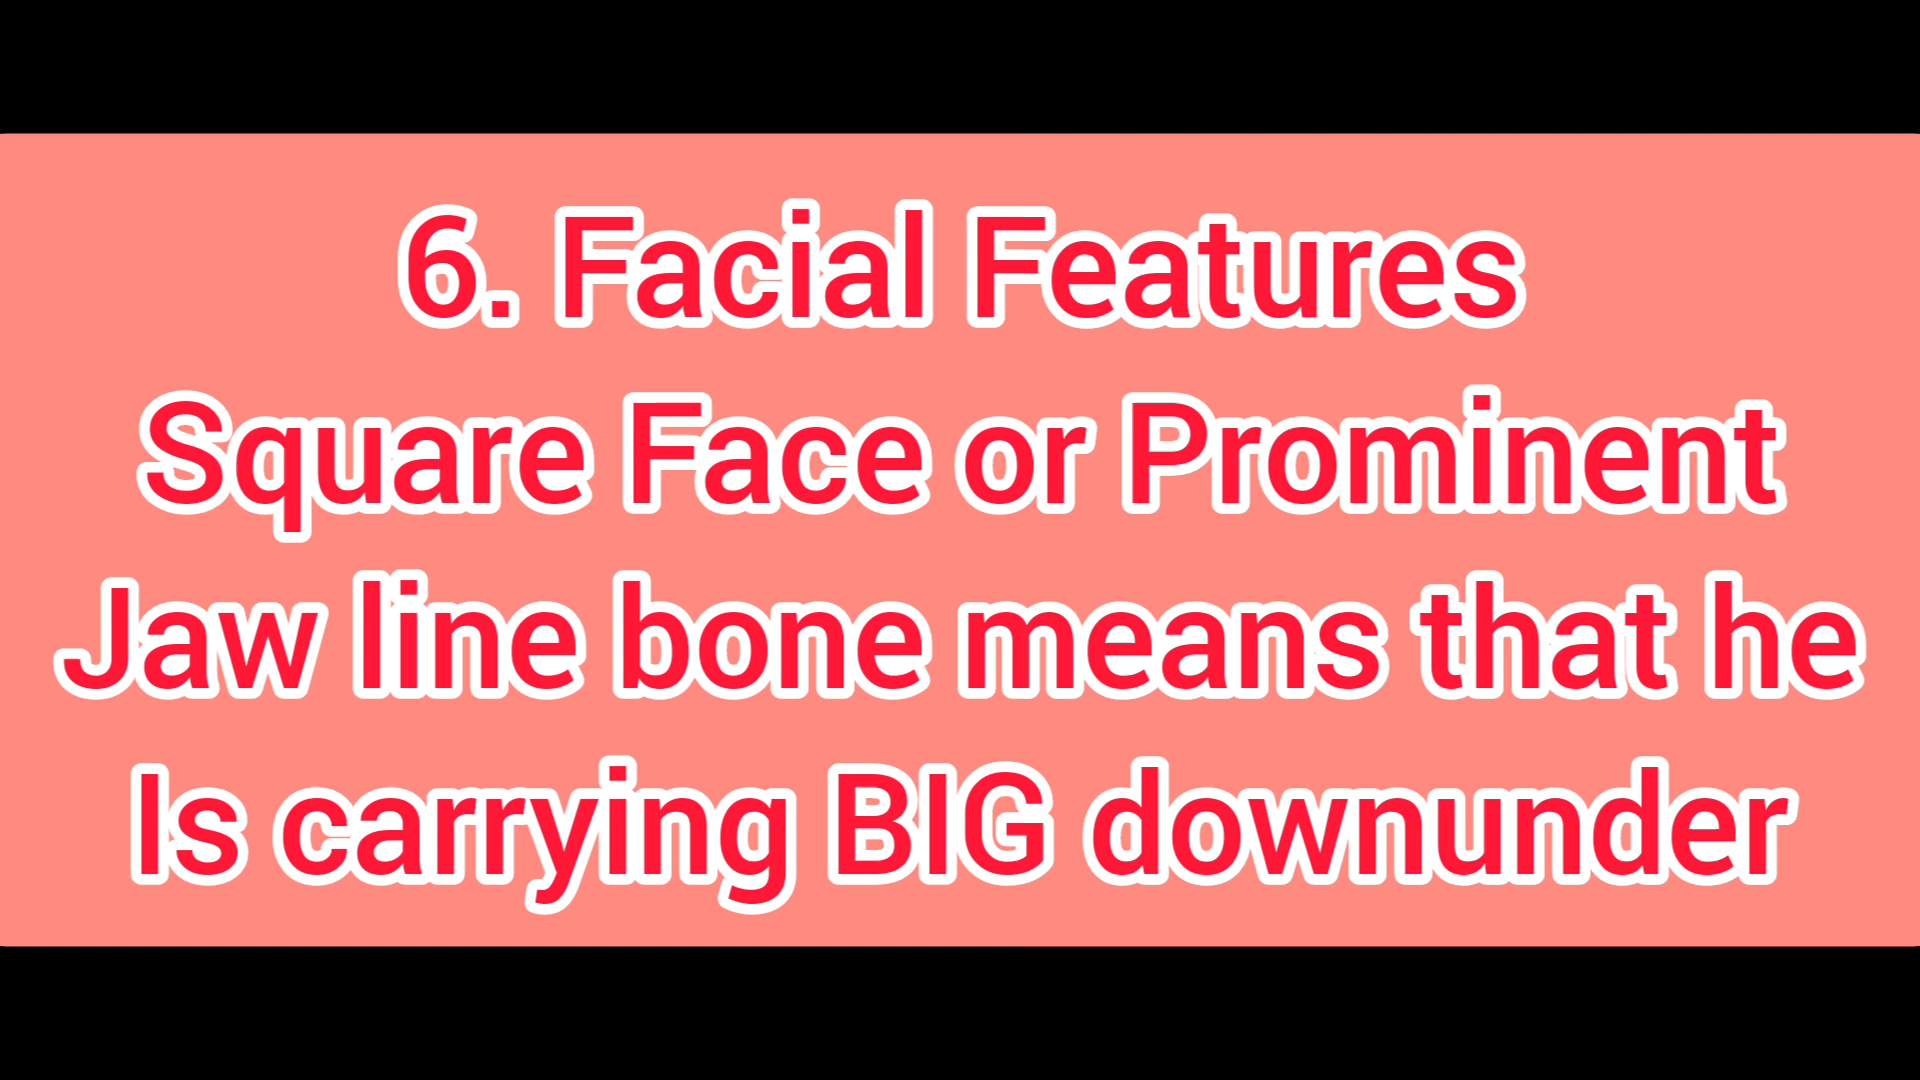 6. Facial Features
Square Face or Prominent
Jaw line bone means that he
Is carrying BIG downunder